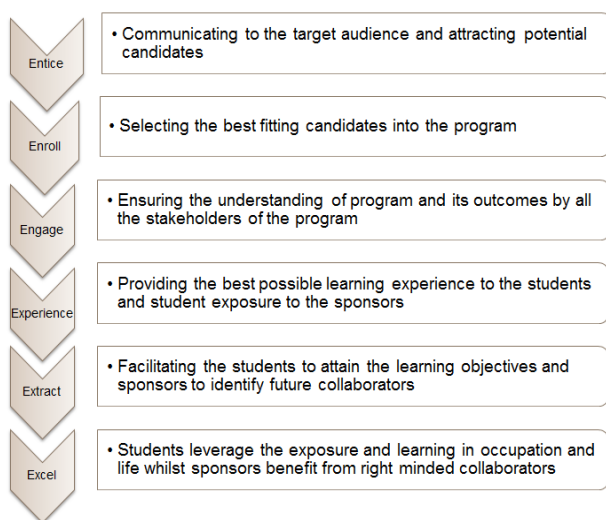 Entice
• Communicating to the target audience and attracting potential
candidates
Enroll
• Selecting the best fitting candidates into the program
Engage
• Ensuring the understanding of program and its outcomes by all
the stakeholders of the program
Experience
• Providing the best possible learning experience to the students
and student exposure to the sponsors
Extract
• Facilitating the students to attain the learning objectives and
sponsors to identify future collaborators
Excel
• Students leverage the exposure and learning in occupation and
life whilst sponsors benefit from right minded collaborators